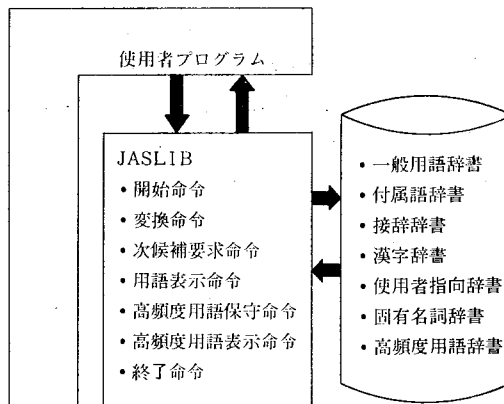 使用者プログラム
JASLIB
・開始命令
・変換命令
・次候補要求命令
・用語表示命令
・高頻度用語保守命令
・高頻度用語表示命令
・終了命令
・一般用語辞書
・付属語辞書
・接辞辞書
・漢字辞書
・使用者指向辞書
・固有名詞辞書
・高頻度用語辞書